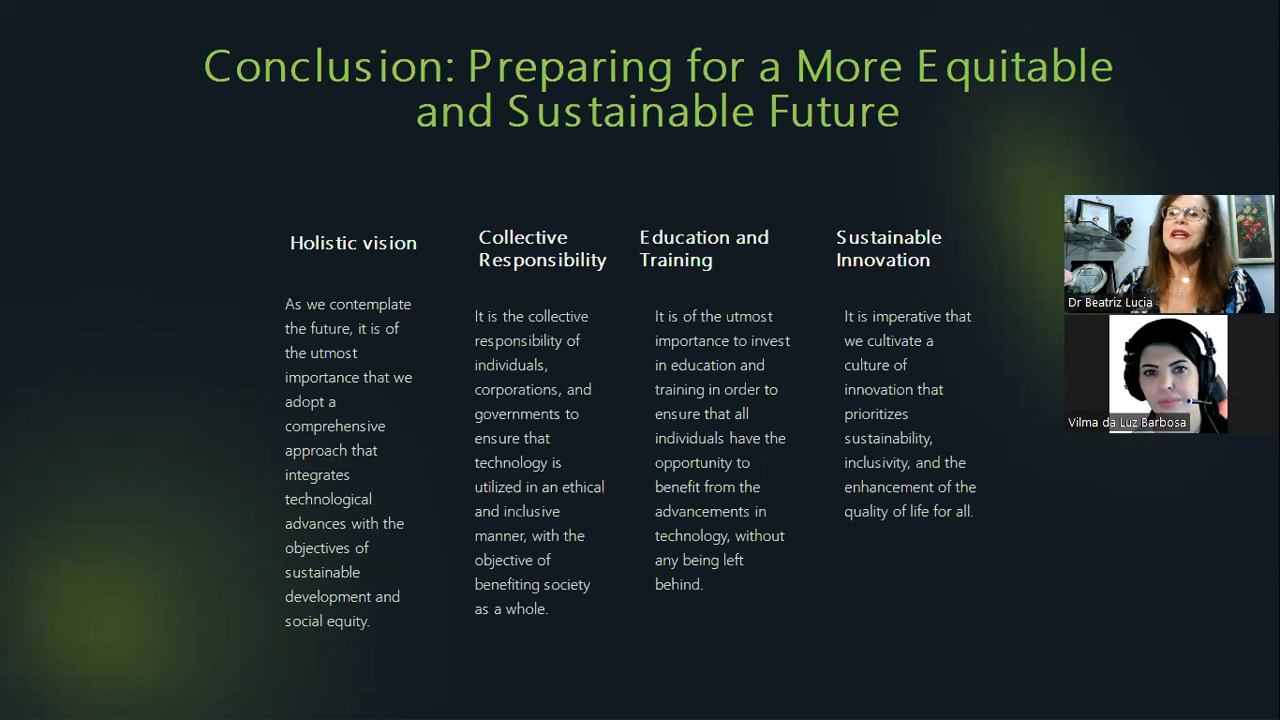 Conclusion: Preparing for a More Equitable
and Sustainable Future
Holistic vision
As we contemplate
the future, it is of
the utmost
importance that we
adopt a
comprehensive
approach that
integrates
technological
advances with the
objectives of
sustainable
development and
social equity.
Collective
Responsibility
It is the collective
responsibility of
individuals,
corporations, and
governments to
ensure that
technology is
utilized in an ethical
and inclusive
manner, with the
objective of
benefiting society
as a whole.
Education and
Training
It is of the utmost
importance to invest
in education and
training in order to
ensure that all
individuals have the
opportunity to
benefit from the
advancements in
technology, without
any being left
behind.
Sustainable
Innovation
It is imperative that
we cultivate a
culture of
innovation that
prioritizes
sustainability,
inclusivity, and the
enhancement of the
quality of life for all.
Dr Beatriz Lucia
Vilma da Luz Barbosa